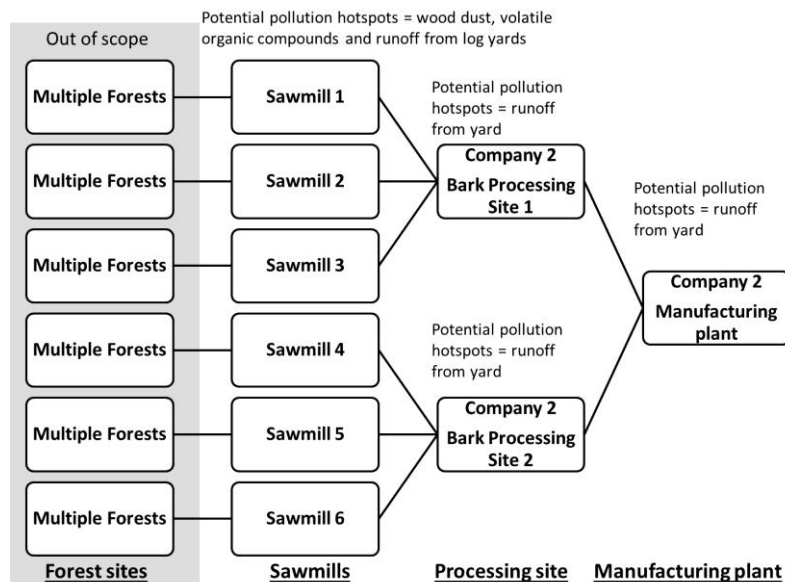 Potential pollution hotspots = wood dust, volatile
organic compounds and runoff from log yards
Out of scope
Multiple Forests
Sawmill 1
Potential pollution
hotspots = runoff
from yard
Multiple Forests
Sawmill 2
Company 2
Bark Processing
Site 1
Potential pollution
hotspots = runoff
from yard
Multiple Forests
Sawmill 3
Company 2
Manufacturing
plant
Multiple Forests
Sawmill 4
Potential pollution
hotspots = runoff
from yard
Multiple Forests
Sawmill 5
Company 2
Bark Processing
Site 2
Multiple Forests
Sawmill 6
Forest sites
Sawmills
Processing site
Manufacturing plant